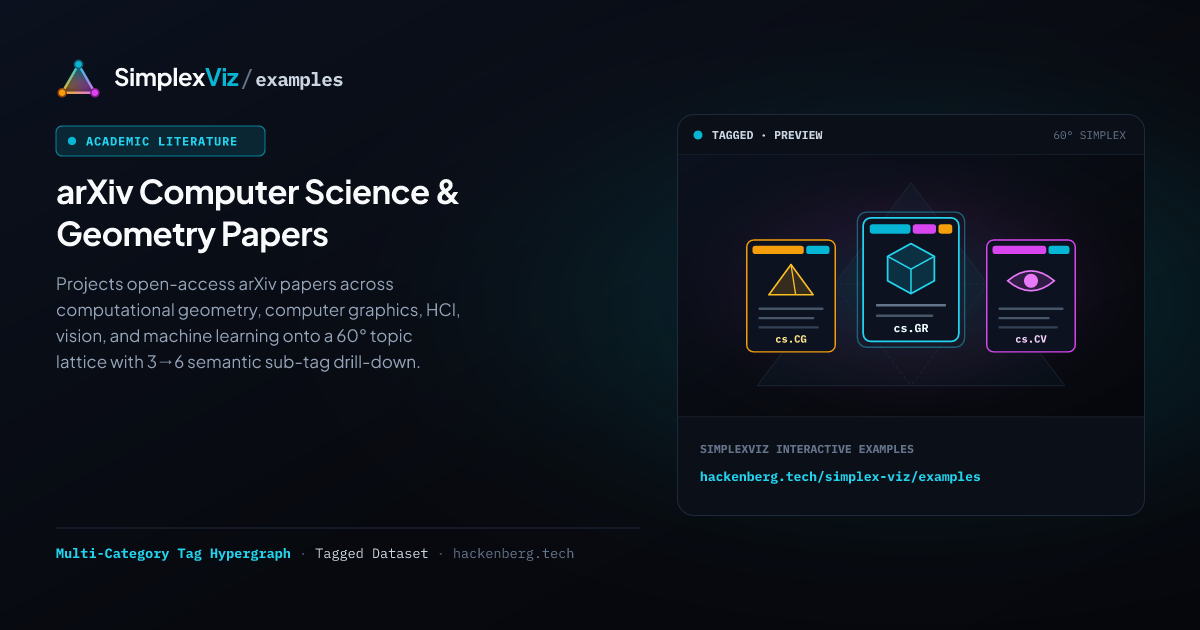 SimplexViz/examples
ACADEMIC LITERATURE
arXiv Computer Science &
Geometry Papers
Projects open-access arXiv papers across
computational geometry, computer graphics, HCI,
vision, and machine learning onto a 60° topic
lattice with 3→6 semantic sub-tag drill-down.
Multi-Category Tag Hypergraph · Tagged Dataset · hackenberg.tech
TAGGED · PREVIEW
60° SIMPLEX
cs.CG
cs.GR
cs.CV
SIMPLEXVIZ INTERACTIVE EXAMPLES
hackenberg.tech/simplex-viz/examples